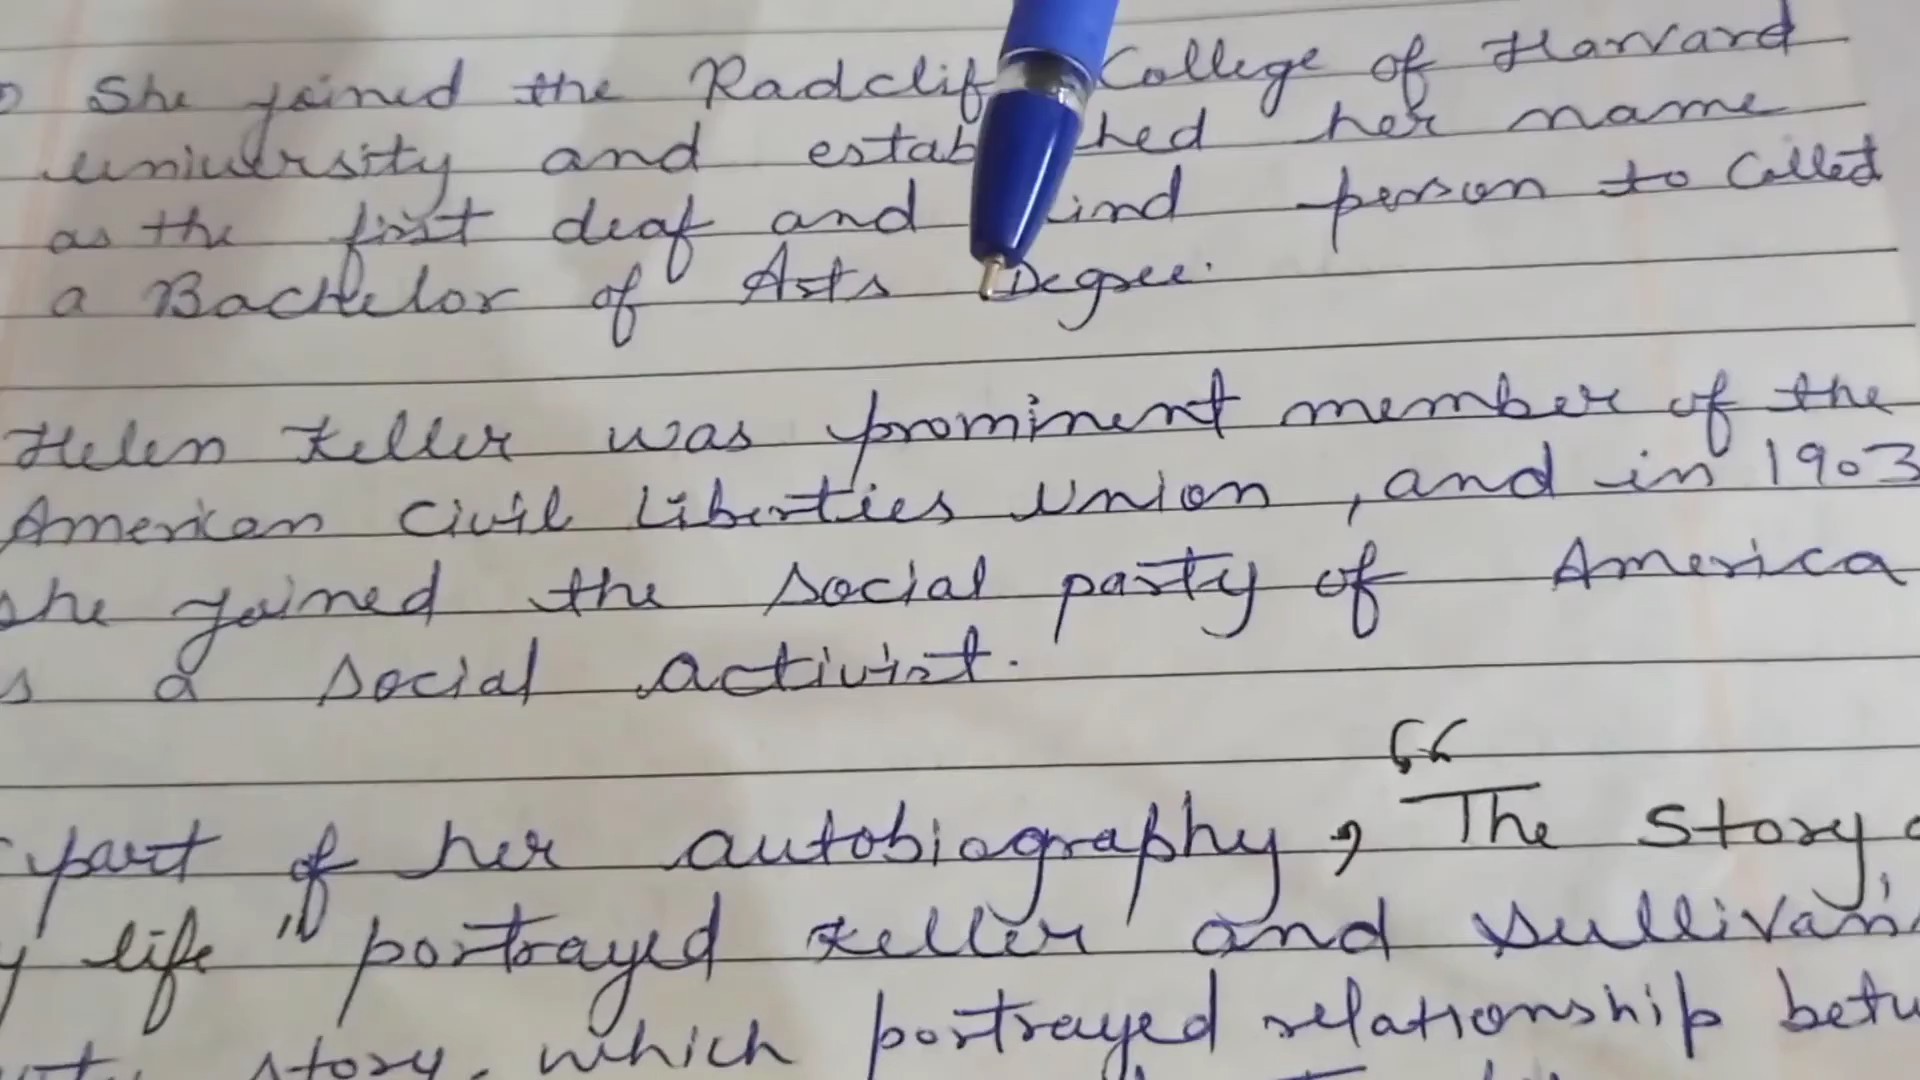 She joined the Radclif College of Harvard
university and estab hed her name
as the first deaf and ind person to Called
a Bachelor of Arts Degree.
Helen Keller was prominent member of the
American Civil Liberties Union , and in 1903
she joined the social party of America
s a social activist.
part of her autobiography, “ The Story
y life " portrayed Keller and Sullivan's
story, which portrayed relationship betw